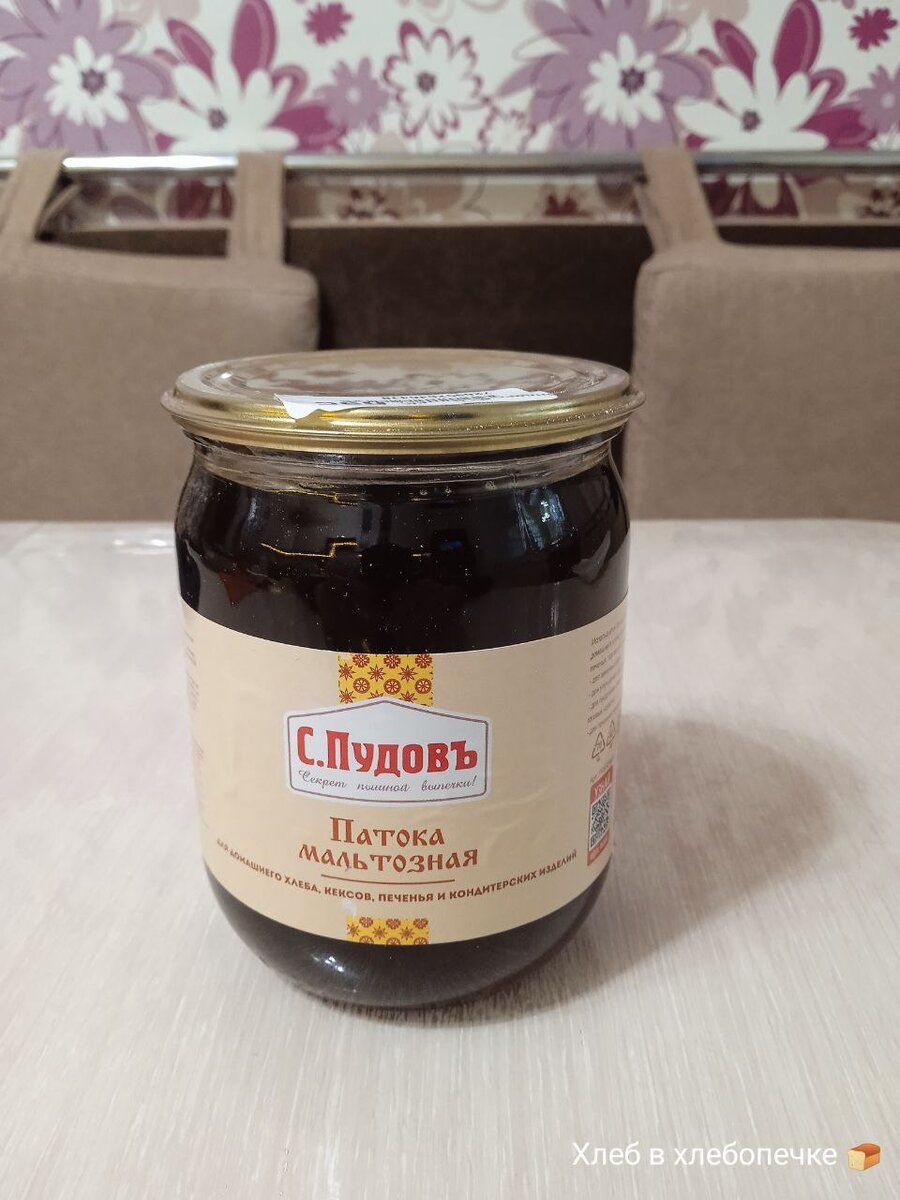 С.ПУДОВЪ
Секрет пышной выпечки!
ПАТОКА
МАЛЬТОЗНАЯ
ДЛЯ ДОМАШНЕГО ХЛЕБА, КЕКСОВ, ПЕЧЕНЬЯ И КОНДИТЕРСКИХ ИЗДЕЛИЙ
Хлеб в хлебопечке